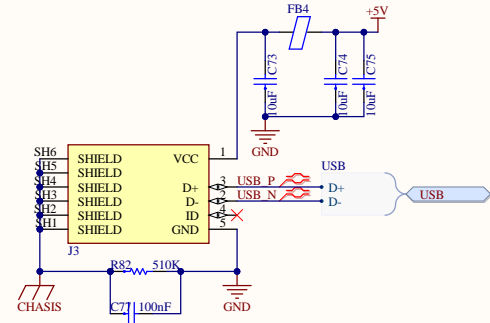 FB4
+5V
C73
10uF
C74
10uF
C75
10uF
GND
SH6
SHIELD
VCC
1
SH5
SHIELD
USB
SH4
SHIELD
D+
3
USB_P
D+
USB
SH3
SHIELD
D-
2
USB_N
D-
SH2
SHIELD
ID
4
SH1
SHIELD
GND
5
J3
R82
510K
CHASIS
C77
100nF
GND